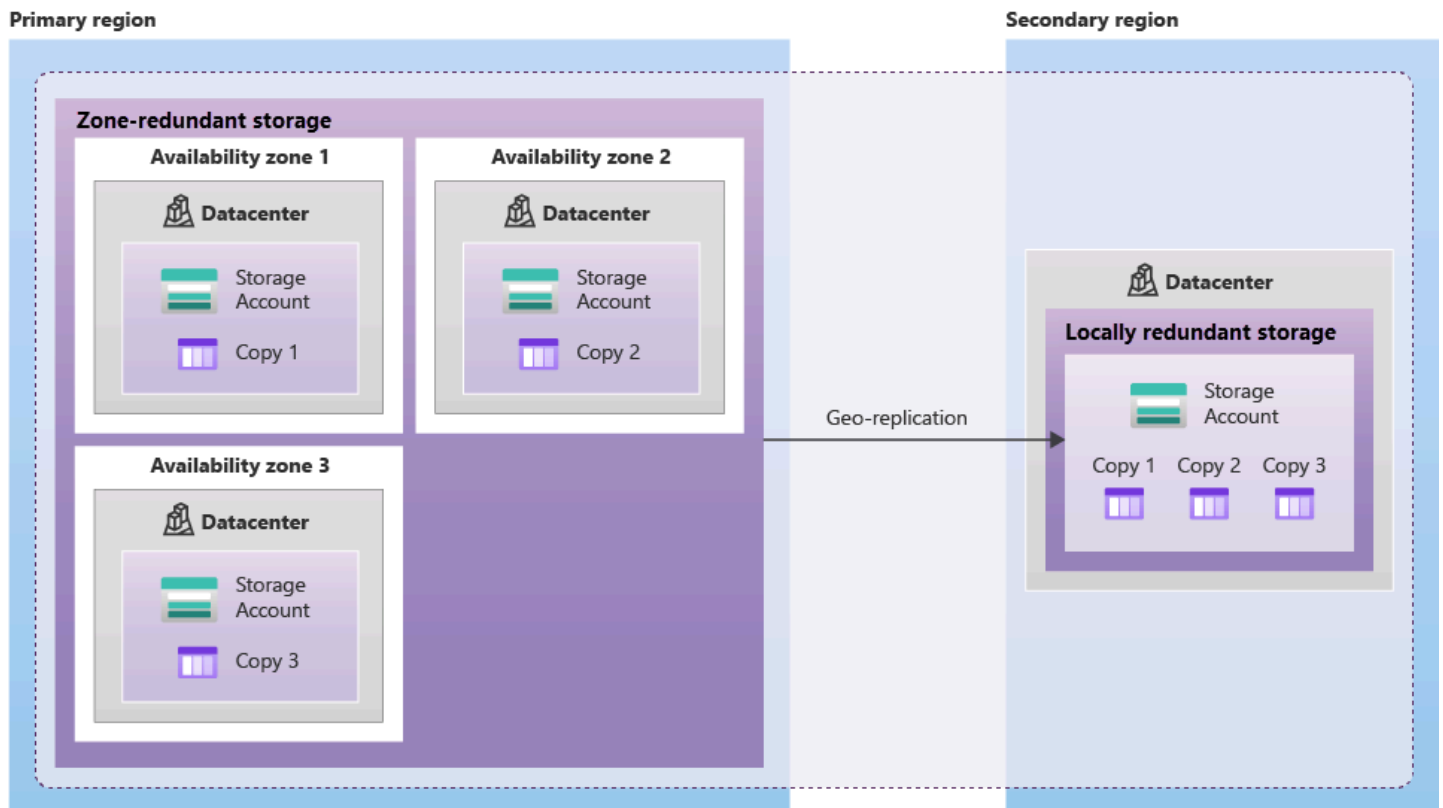 Primary region
Secondary region
Zone-redundant storage
Availability zone 1
Datacenter
Storage
Account
Copy 1
Availability zone 2
Datacenter
Storage
Account
Copy 2
Availability zone 3
Datacenter
Storage
Account
Copy 3
Geo-replication
Datacenter
Locally redundant storage
Storage
Account
Copy 1 Copy 2 Copy 3